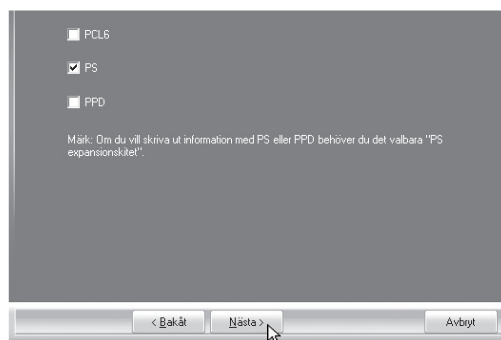 PCL6
PS
PPD
Märk: Om du vill skriva ut information med PS eller PPD behöver du det valbara "PS
expansionskitet".
< Bakåt
Nästa >
Avbryt